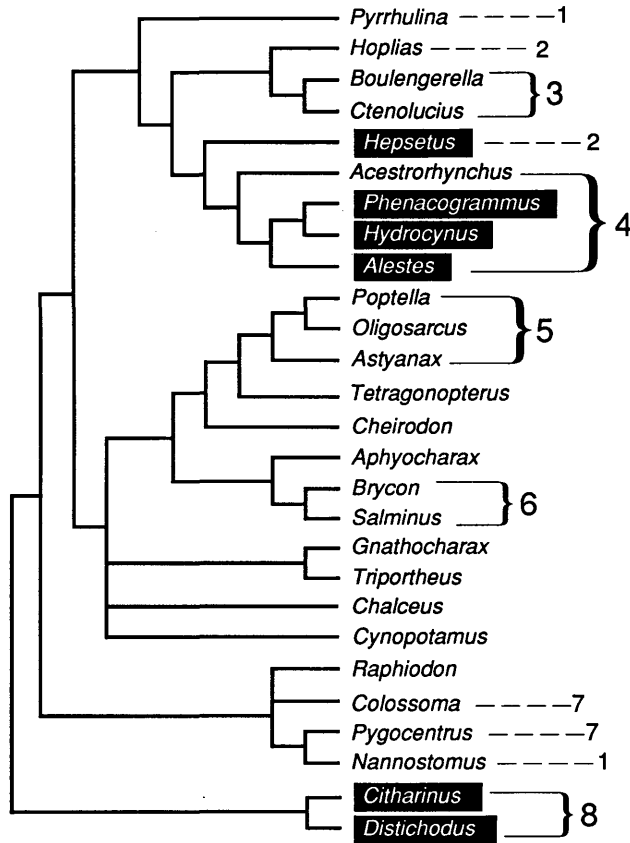 Pyrrhulina 1
Hoplias 2
Boulengerella
3
Ctenolucius
Hepsetus 2
Acestrorhynchus
Phenacogrammus
4
Hydrocynus
Alestes
Poptella
Oligosarcus 5
Astyanax
Tetragonopterus
Cheirodon
Aphyocharax
Brycon
6
Salminus
Gnathocharax
Triportheus
Chalceus
Cynopotamus
Raphiodon
Colossoma 7
Pygocentrus 7
Nannostomus 1
Citharinus
8
Distichodus